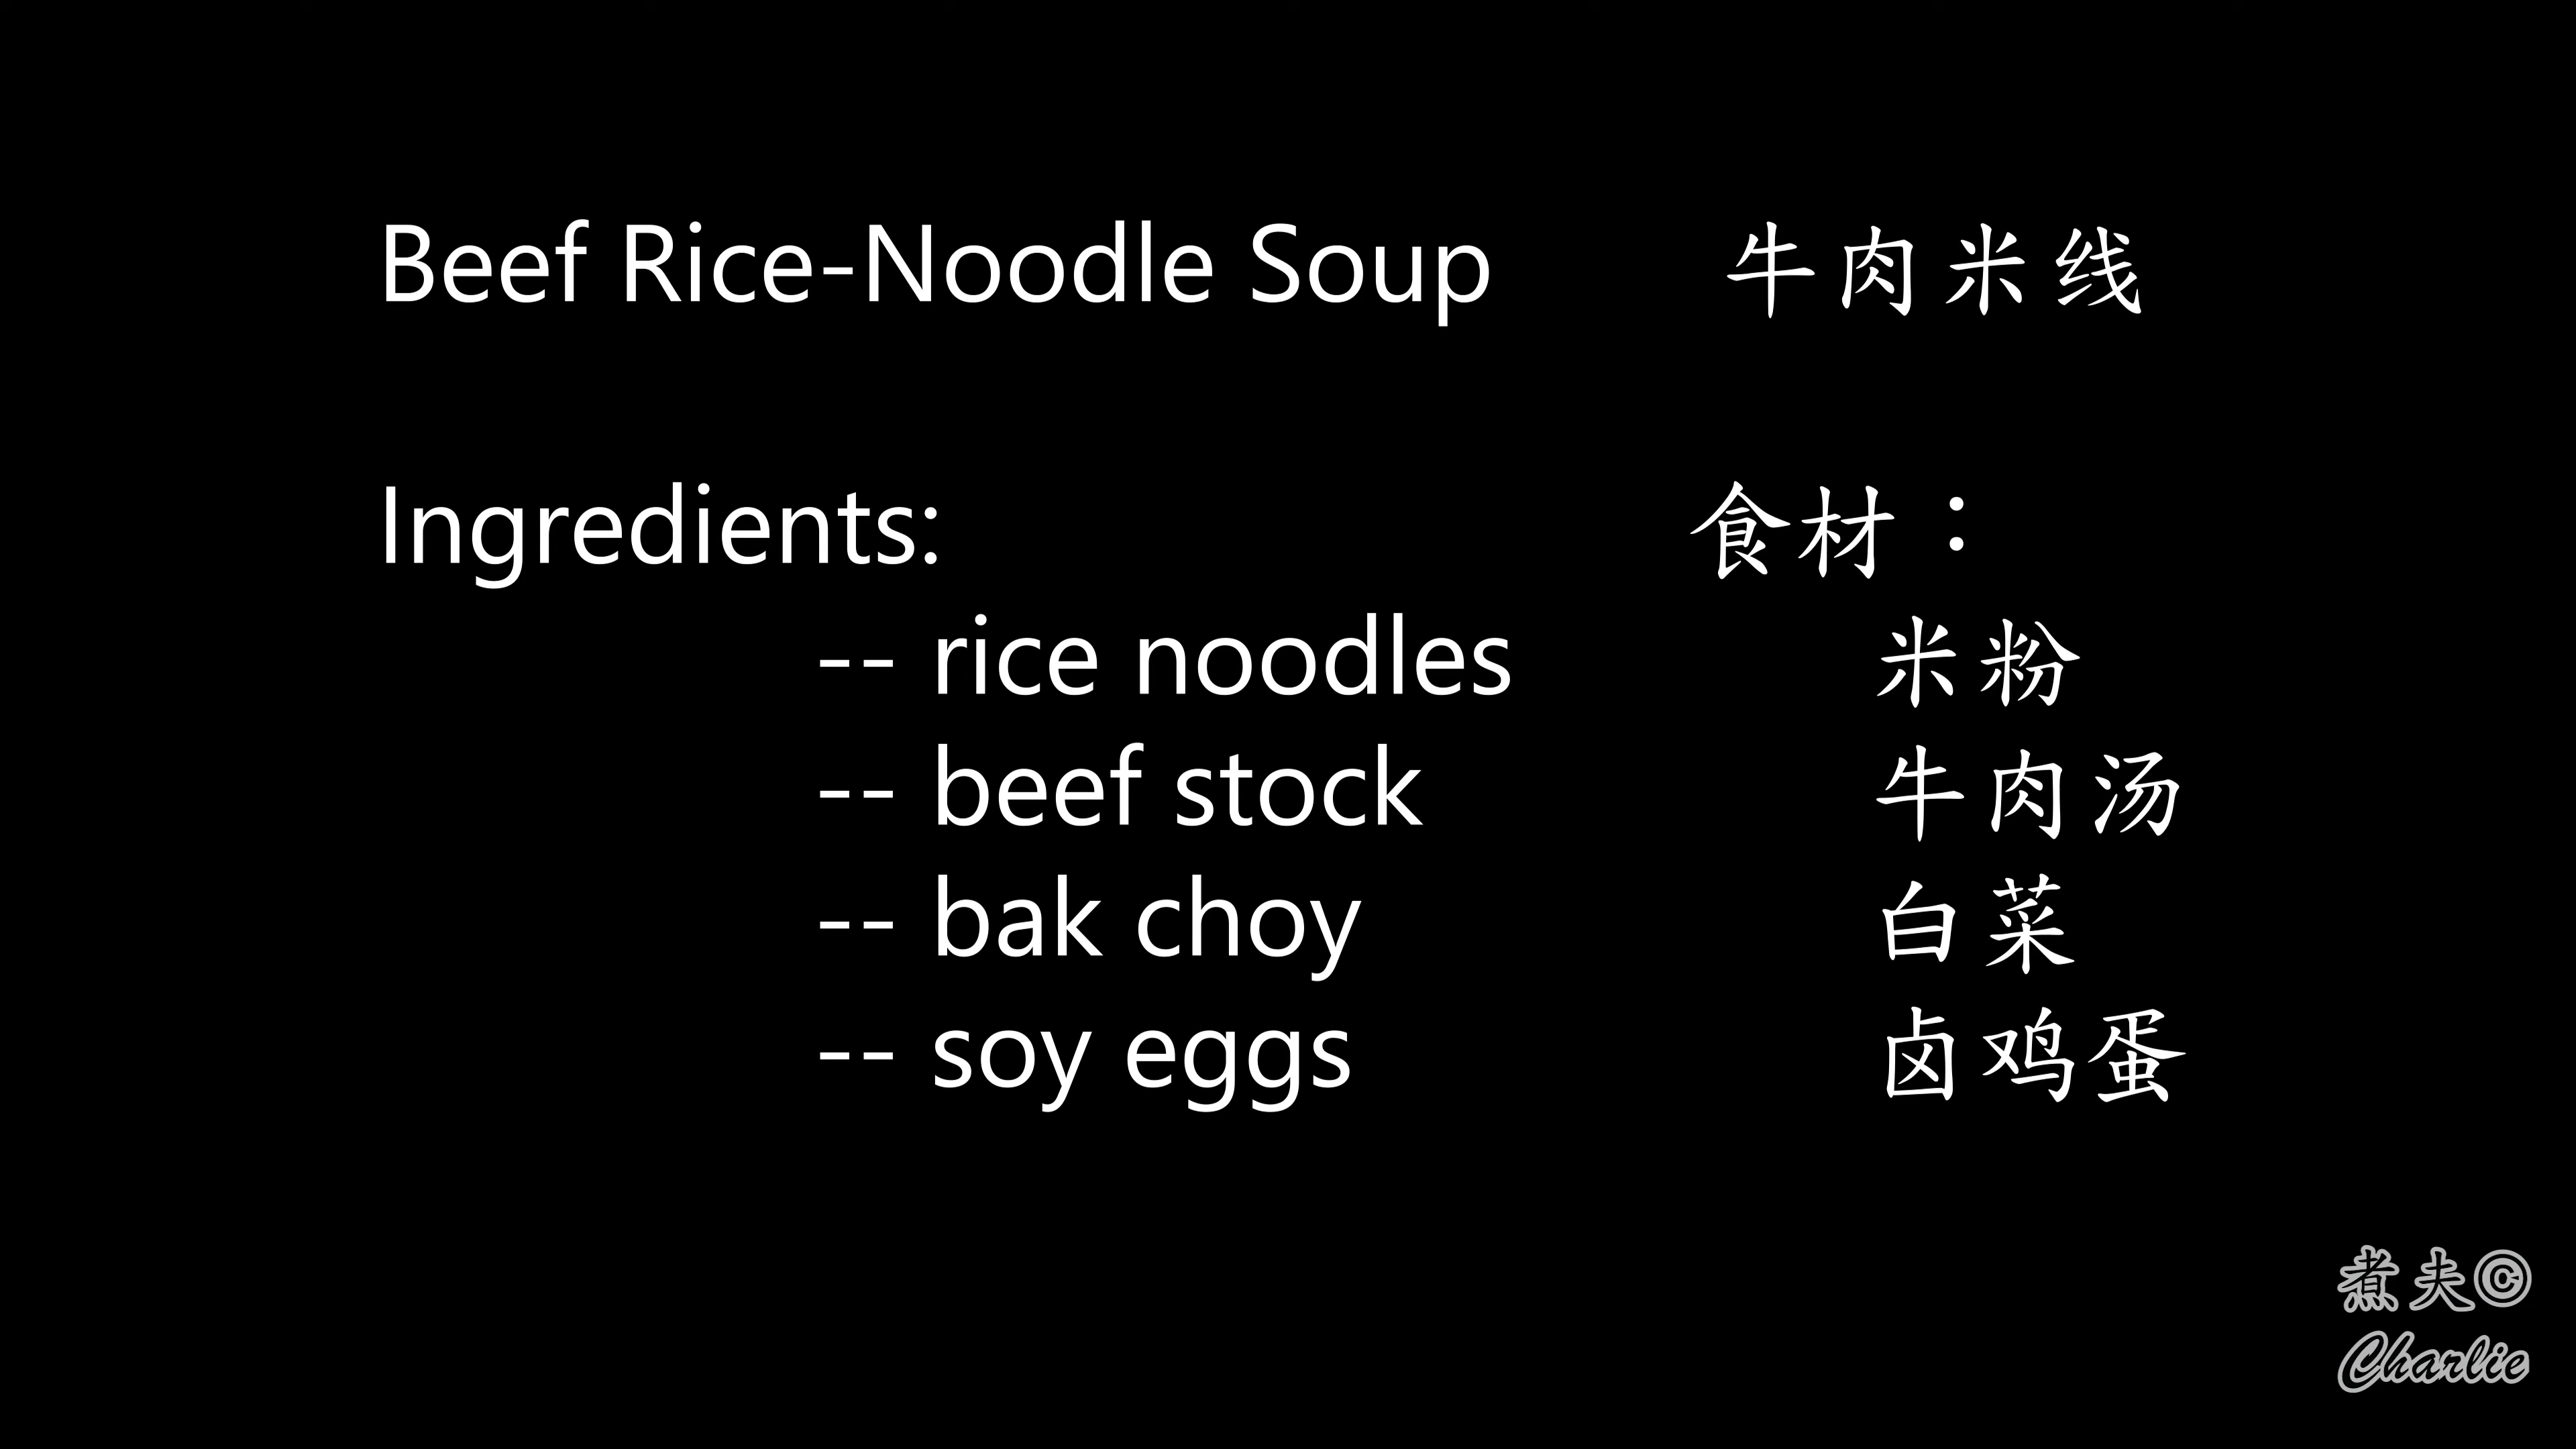 Beef Rice-Noodle Soup 牛肉米线
Ingredients: 食材：
-- rice noodles 米粉
-- beef stock 牛肉汤
-- bak choy 白菜
-- soy eggs 卤鸡蛋
煮夫©
Charlie